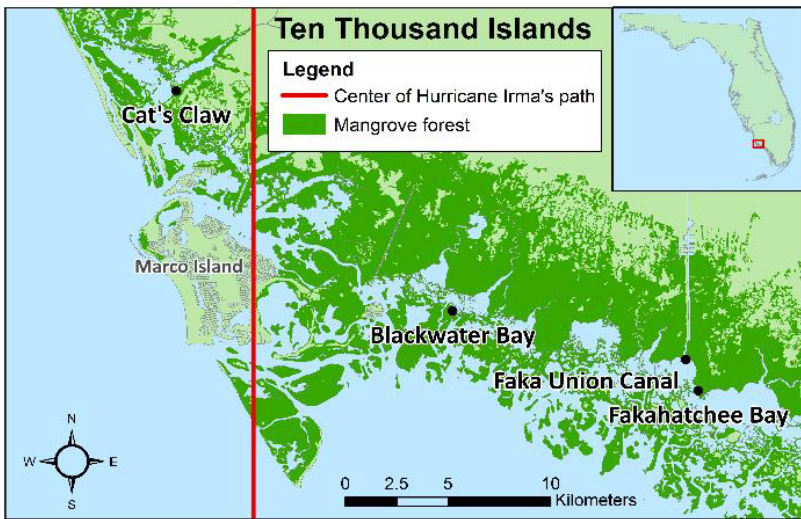 Ten Thousand Islands
Legend
Center of Hurricane Irma's path
Mangrove forest
Cat's Claw
Marco Island
Blackwater Bay
Faka Union Canal
Fakahatchee Bay
N
W E
S
0 2.5 5 10
Kilometers